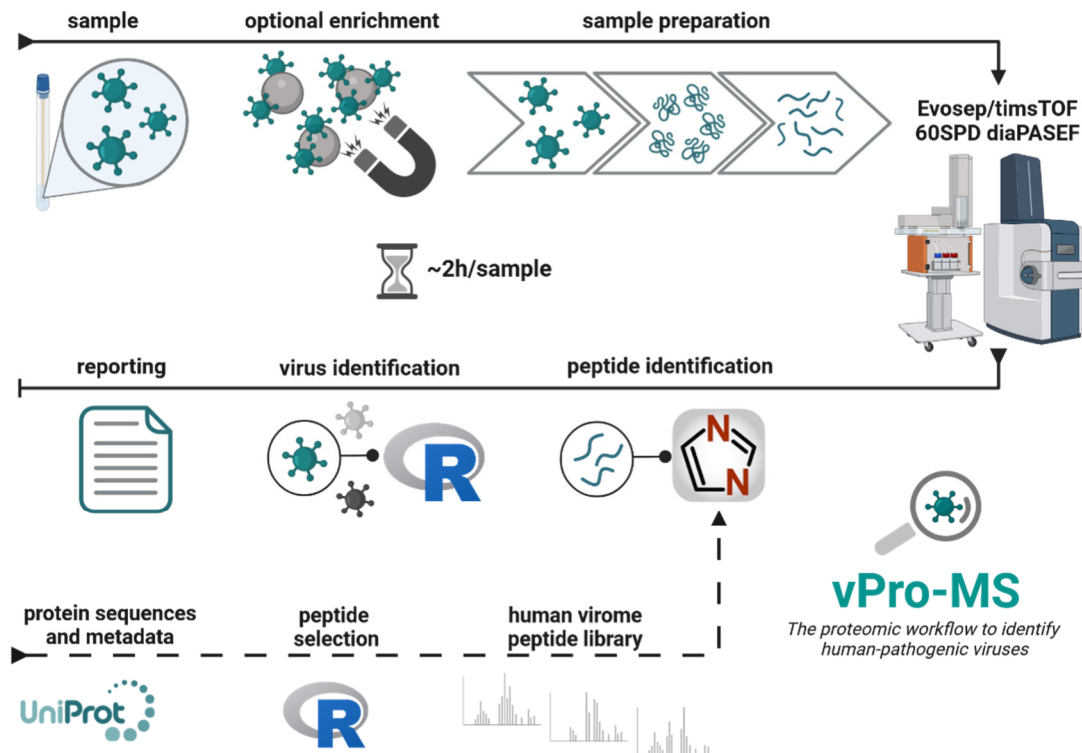 sample
optional enrichment
sample preparation
Evosep/timsTOF
60SPD diaPASEF
~2h/sample
reporting
virus identification
peptide identification
R
N
N
vPro-MS
The proteomic workflow to identify
human-pathogenic viruses
protein sequences
and metadata
peptide
selection
human virome
peptide library
UniProt
R